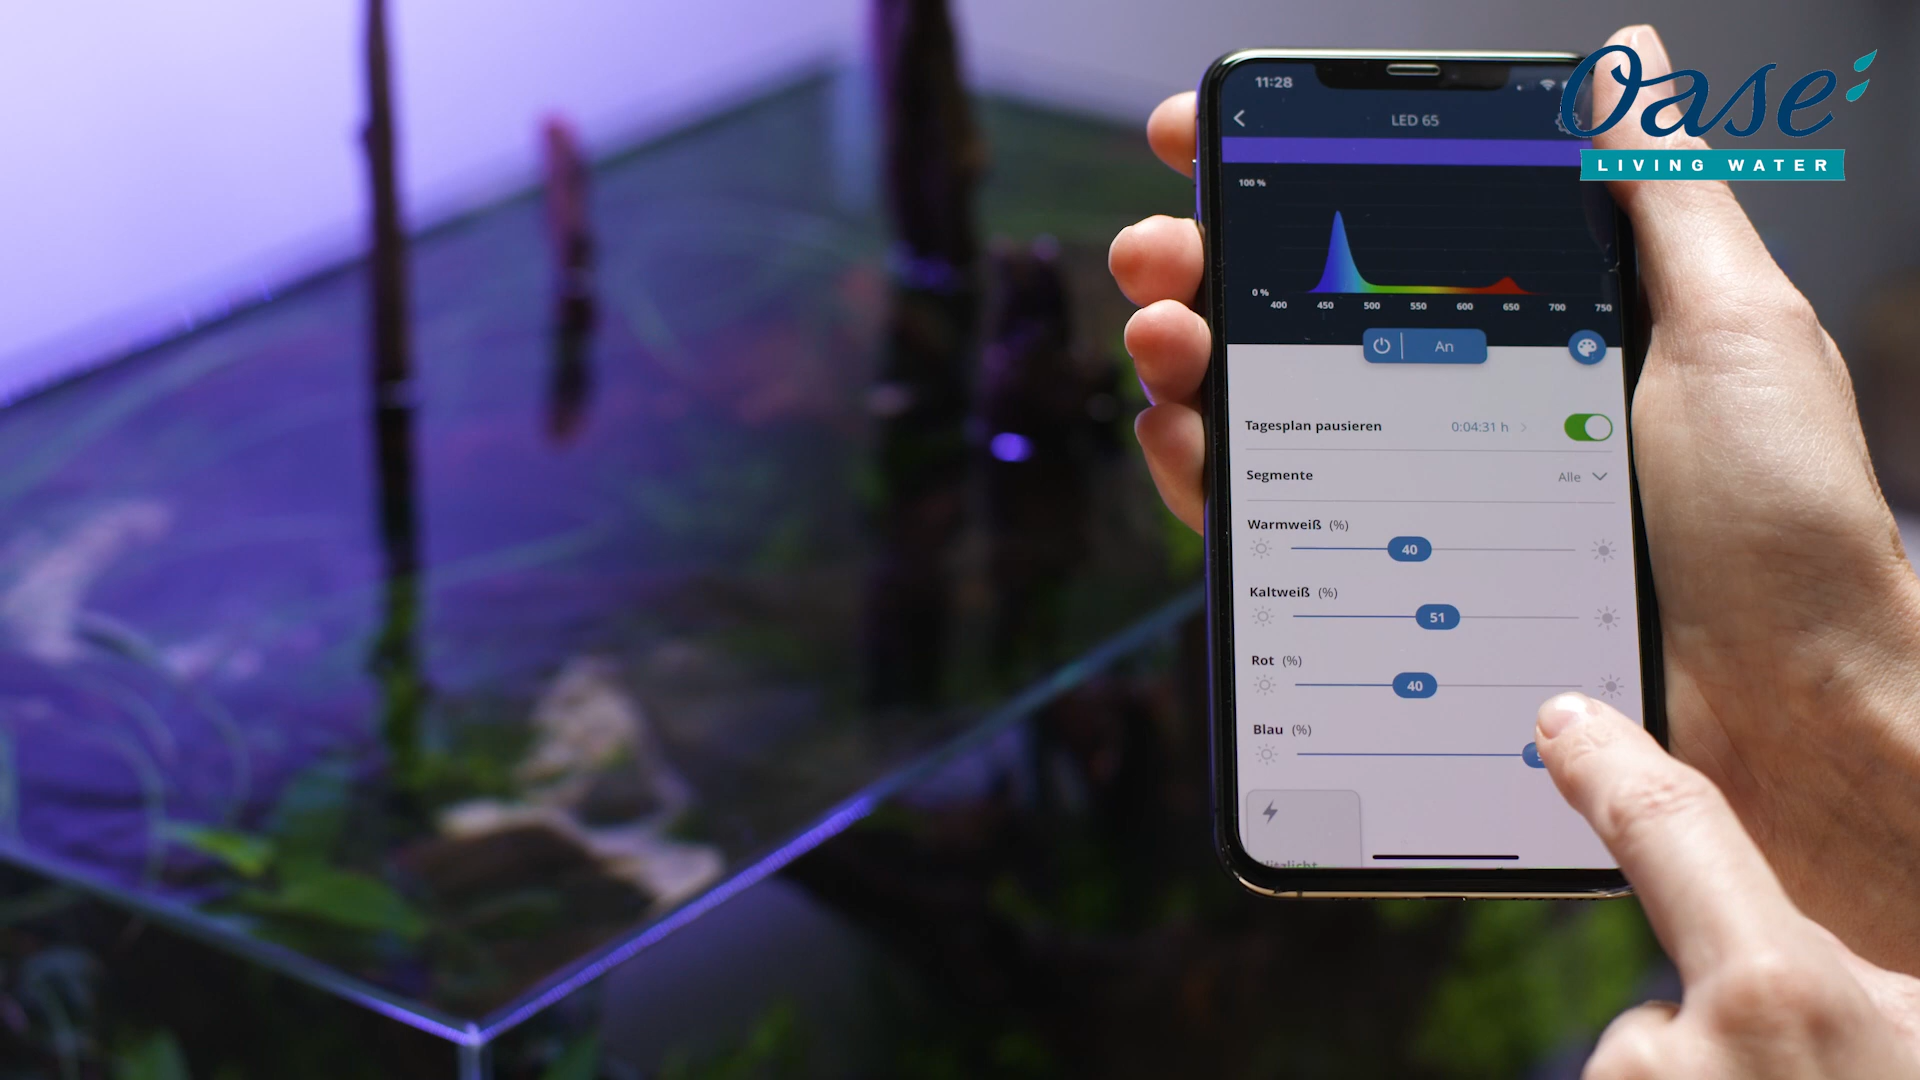 11:28
Oase
LED 65
LIVING WATER
100 %
0 %
400 450 500 550 600 650 700 750
An
Tagesplan pausieren 0:04:31 h
Segmente Alle
Warmweiß (%)
40
Kaltweiß (%)
51
Rot (%)
40
Blau (%)